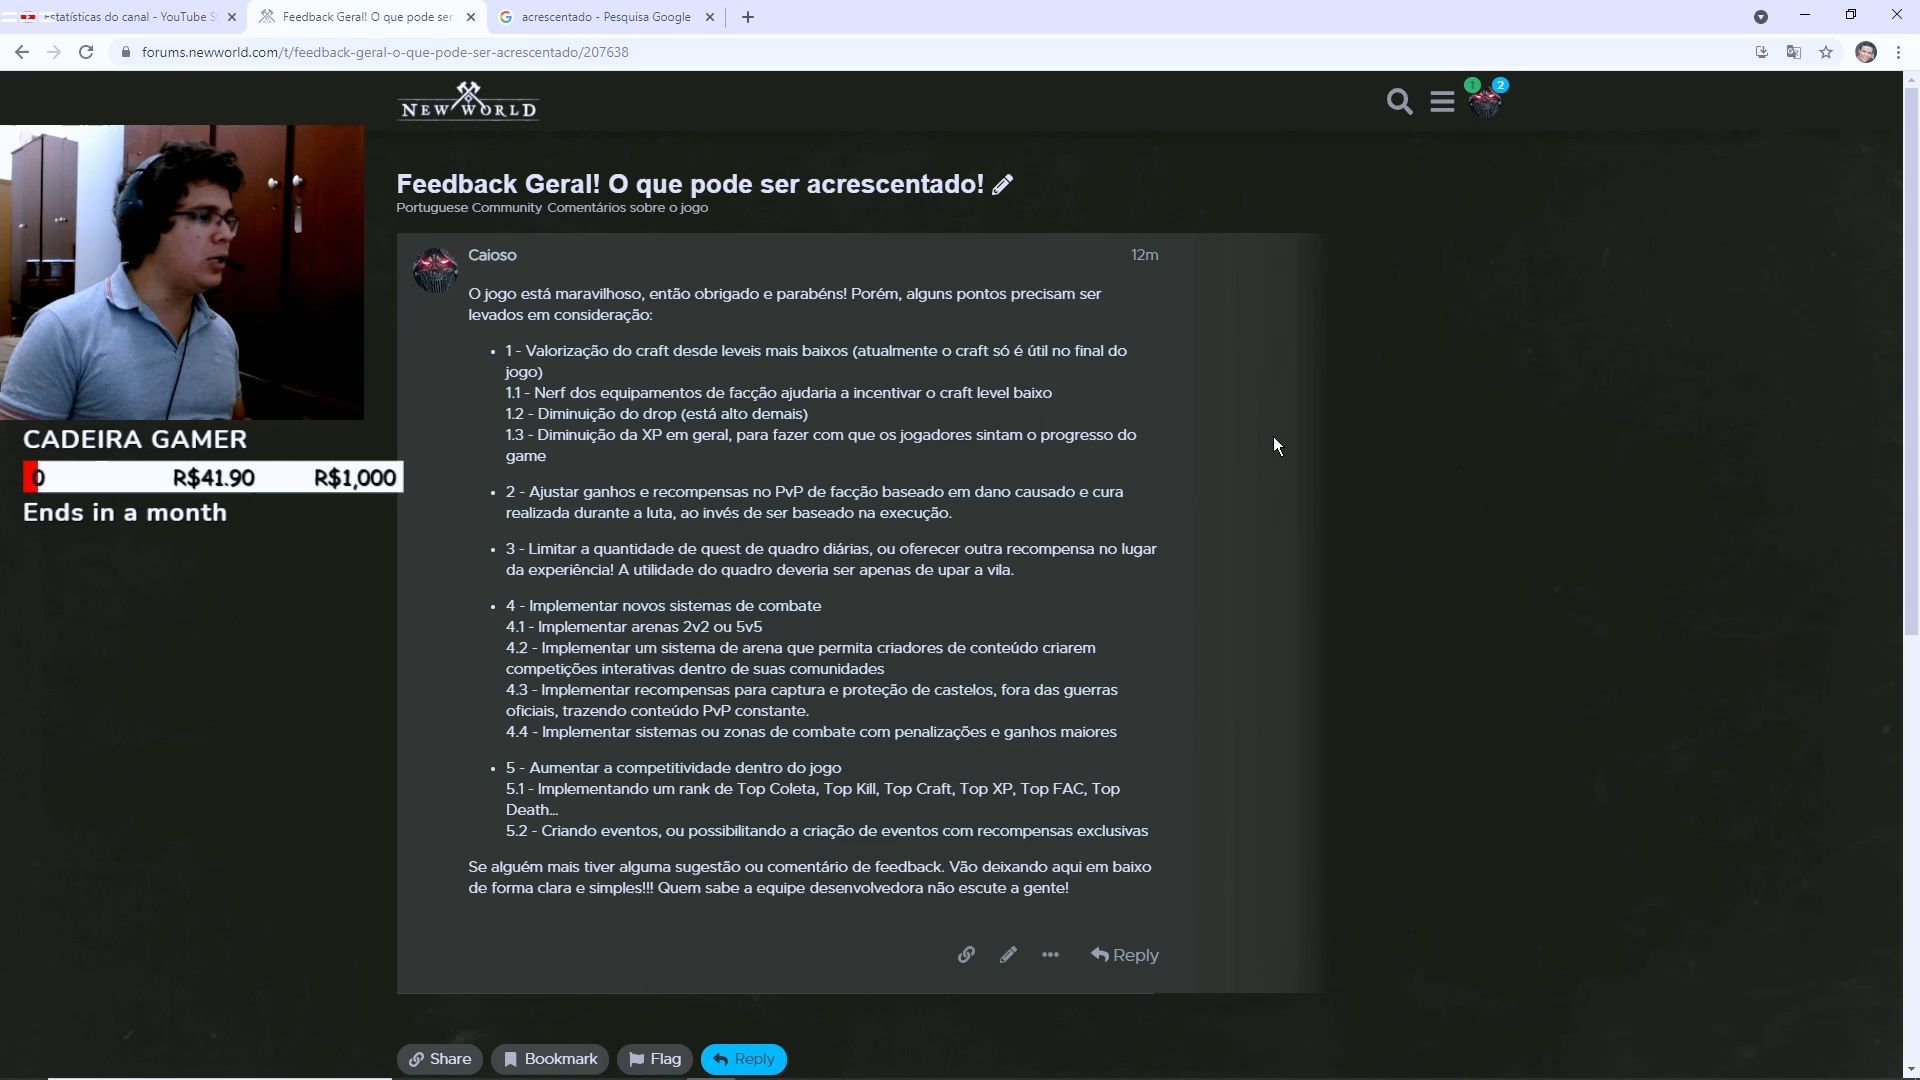 Estatísticas do canal - YouTube S
Feedback Geral! O que pode ser
acrescentado - Pesquisa Google
forums.newworld.com/t/feedback-geral-o-que-pode-ser-acrescentado/207638
NEW WORLD
1
2
Feedback Geral! O que pode ser acrescentado!
Portuguese Community Comentários sobre o jogo
Caioso
12m
O jogo está maravilhoso, então obrigado e parabéns! Porém, alguns pontos precisam ser
levados em consideração:
• 1 - Valorização do craft desde leveis mais baixos (atualmente o craft só é útil no final do
jogo)
1.1 - Nerf dos equipamentos de facção ajudaria a incentivar o craft level baixo
1.2 - Diminuição do drop (está alto demais)
1.3 - Diminuição da XP em geral, para fazer com que os jogadores sintam o progresso do
game
• 2 - Ajustar ganhos e recompensas no PvP de facção baseado em dano causado e cura
realizada durante a luta, ao invés de ser baseado na execução.
• 3 - Limitar a quantidade de quest de quadro diárias, ou oferecer outra recompensa no lugar
da experiência! A utilidade do quadro deveria ser apenas de upar a vila.
• 4 - Implementar novos sistemas de combate
4.1 - Implementar arenas 2v2 ou 5v5
4.2 - Implementar um sistema de arena que permita criadores de conteúdo criarem
competições interativas dentro de suas comunidades
4.3 - Implementar recompensas para captura e proteção de castelos, fora das guerras
oficiais, trazendo conteúdo PvP constante.
4.4 - Implementar sistemas ou zonas de combate com penalizações e ganhos maiores
• 5 - Aumentar a competitividade dentro do jogo
5.1 - Implementando um rank de Top Coleta, Top Kill, Top Craft, Top XP, Top FAC, Top
Death...
5.2 - Criando eventos, ou possibilitando a criação de eventos com recompensas exclusivas
Se alguém mais tiver alguma sugestão ou comentário de feedback. Vão deixando aqui em baixo
de forma clara e simples!!! Quem sabe a equipe desenvolvedora não escute a gente!
Reply
Share
Bookmark
Flag
Reply
CADEIRA GAMER
0 R$41.90 R$1,000
Ends in a month